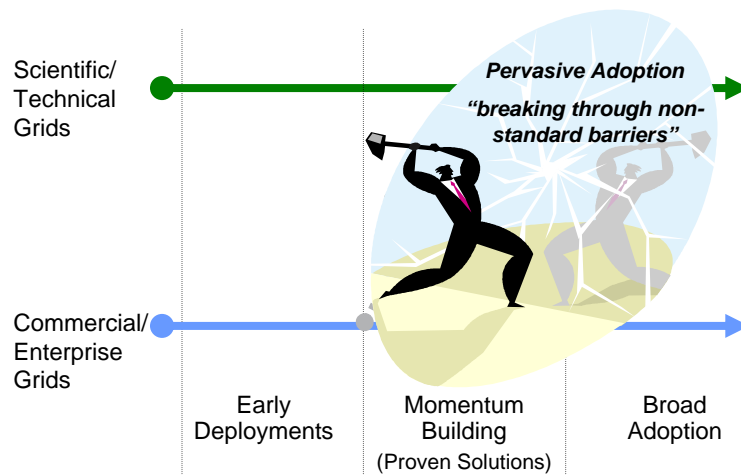 Scientific/
Technical
Grids
Pervasive Adoption
“breaking through non-
standard barriers”
Commercial/
Enterprise
Grids
Early
Deployments
Momentum
Building
(Proven Solutions)
Broad
Adoption